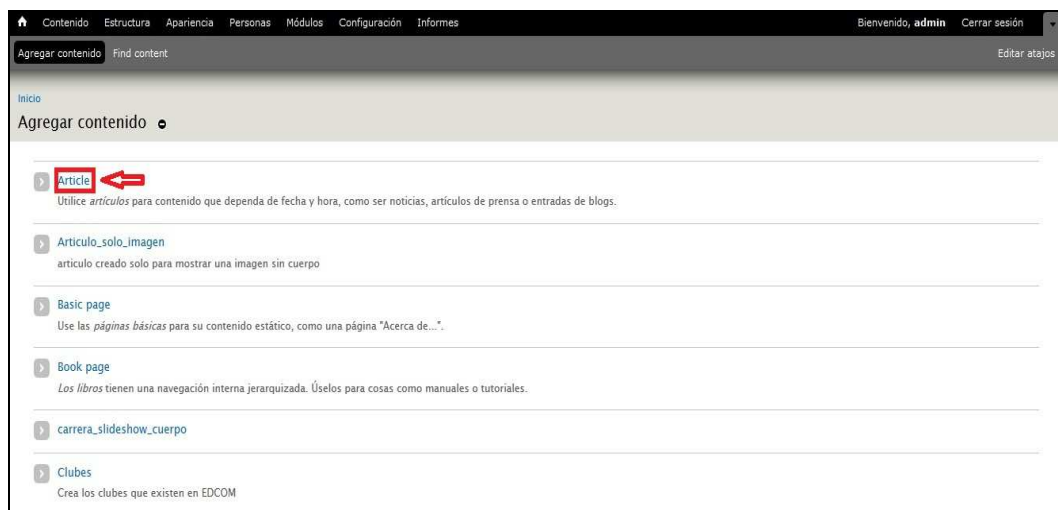 Contenido Estructura Apariencia Personas Módulos Configuración Informes Bienvenido, admin Cerrar sesión
Agregar contenido Find content Editar atajos
Inicio
Agregar contenido
Article
Utilice artículos para contenido que dependa de fecha y hora, como ser noticias, artículos de prensa o entradas de blogs.
Articulo_solo_imagen
articulo creado solo para mostrar una imagen sin cuerpo
Basic page
Use las páginas básicas para su contenido estático, como una página "Acerca de...".
Book page
Los libros tienen una navegación interna jerarquizada. Úselos para cosas como manuales o tutoriales.
carrera_slideshow_cuerpo
Clubes
Crea los clubes que existen en EDCOM